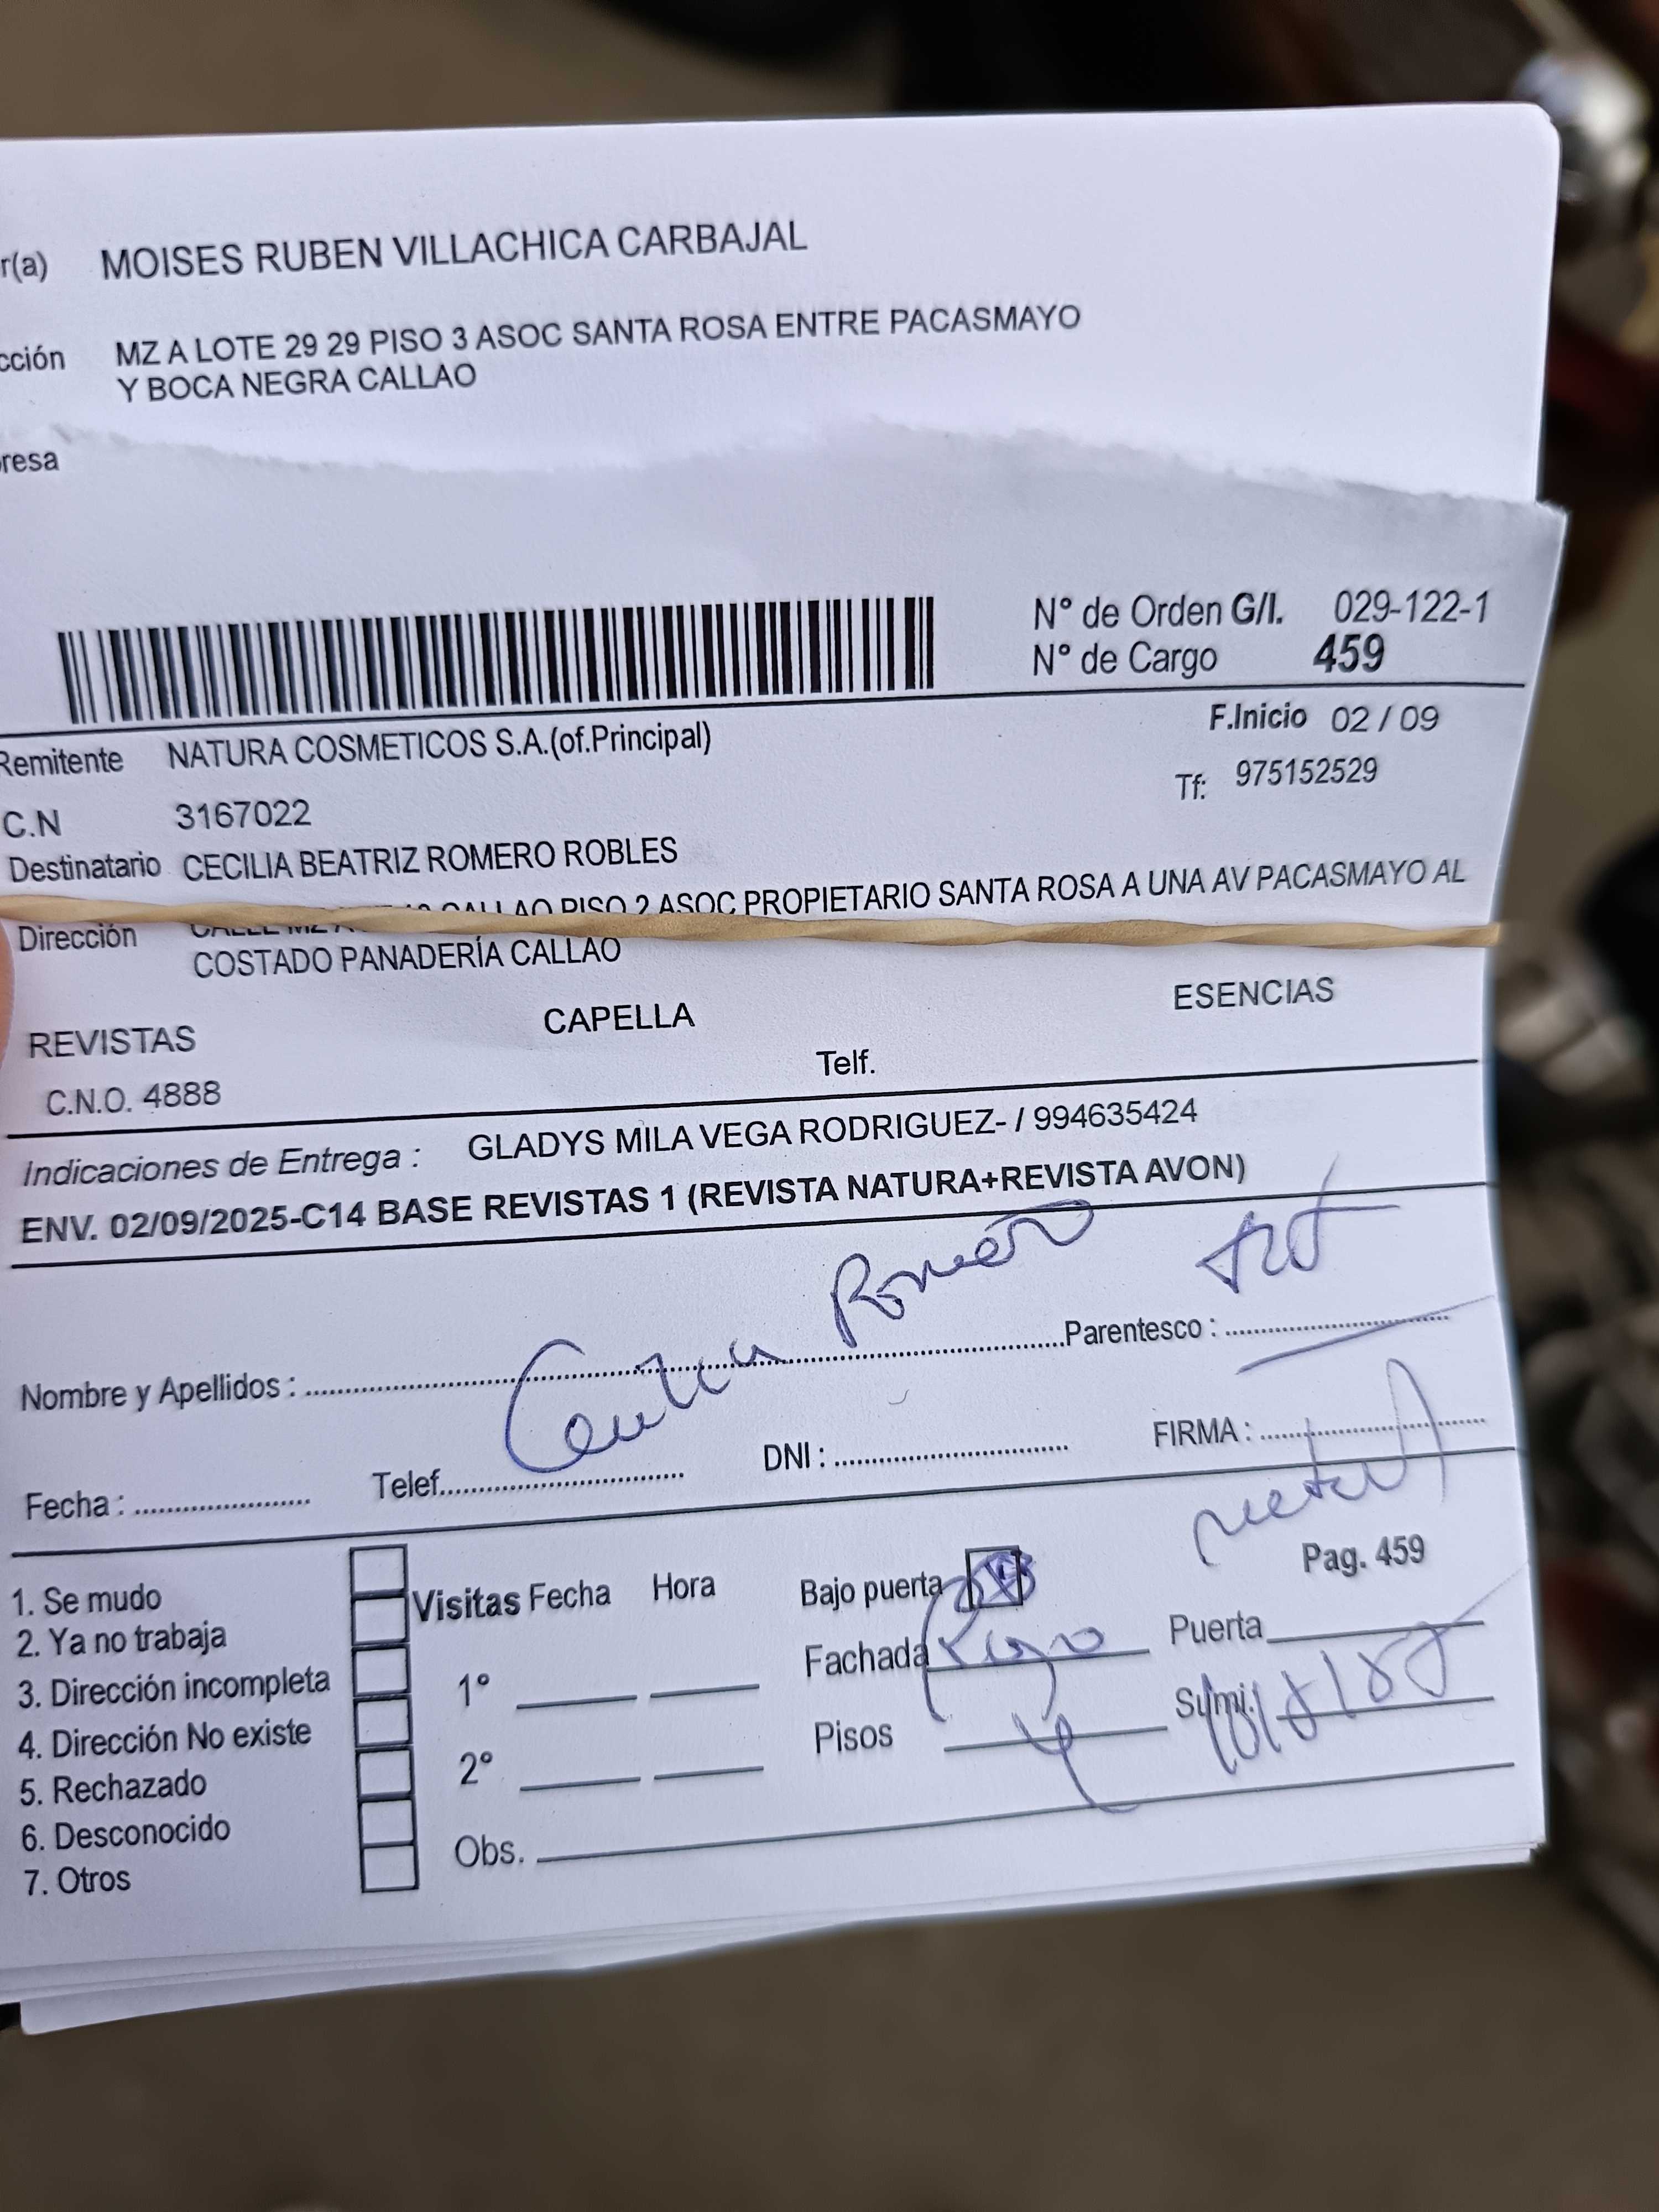 r(a) MOISES RUBEN VILLACHICA CARBAJAL
cción MZ A LOTE 29 29 PISO 3 ASOC SANTA ROSA ENTRE PACASMAYO
Y BOCA NEGRA CALLAO
resa
N° de Orden G/I. 029-122-1
N° de Cargo 459
F.Inicio 02 / 09
Remitente NATURA COSMETICOS S.A.(of.Principal)
Tf: 975152529
C.N 3167022
Destinatario CECILIA BEATRIZ ROMERO ROBLES
Dirección CALLE MZ A CALLAO PISO 2 ASOC PROPIETARIO SANTA ROSA A UNA AV PACASMAYO AL
COSTADO PANADERÍA CALLAO
REVISTAS CAPELLA ESENCIAS
C.N.O. 4888 Telf.
Indicaciones de Entrega : GLADYS MILA VEGA RODRIGUEZ- / 994635424
ENV. 02/09/2025-C14 BASE REVISTAS 1 (REVISTA NATURA+REVISTA AVON)
Romero
Nombre y Apellidos : Parentesco :
Fecha : Telef. DNI : FIRMA :
Pag. 459
1. Se mudo
2. Ya no trabaja
3. Dirección incompleta
4. Dirección No existe
5. Rechazado
6. Desconocido
7. Otros
Visitas Fecha Hora
1°
2°
Obs.
Bajo puerta
Fachada Rojo Puerta
Pisos 4 Sumi.